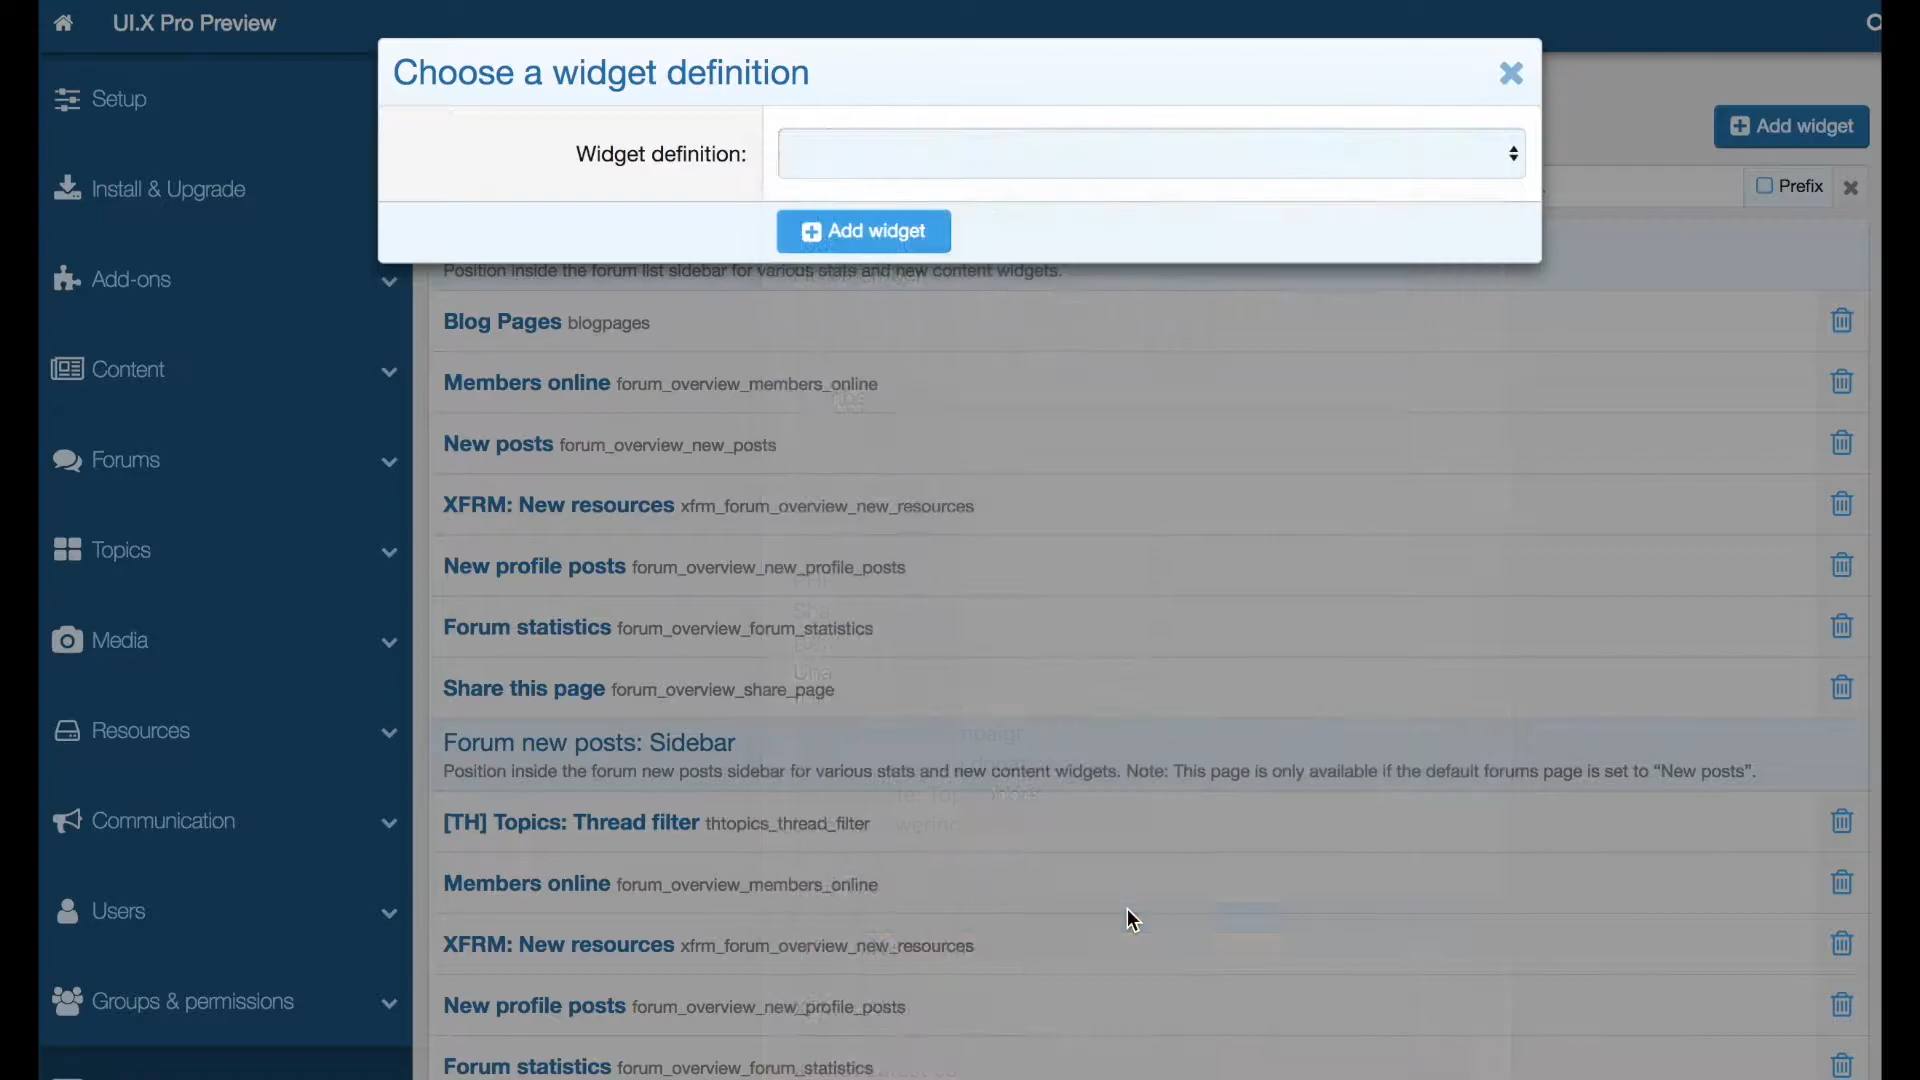 UI.X Pro Preview
Choose a widget definition
Setup
Add widget
Widget definition:
Install & Upgrade
Prefix
Add widget
Add-ons
Position inside the forum list sidebar for various stats and new content widgets.
Blog Pages blogpages
Content
Members online forum_overview_members_online
New posts forum_overview_new_posts
Forums
XFRM: New resources xfrm_forum_overview_new_resources
Topics
New profile posts forum_overview_new_profile_posts
Forum statistics forum_overview_forum_statistics
Media
Share this page forum_overview_share_page
Resources
Forum new posts: Sidebar
Position inside the forum new posts sidebar for various stats and new content widgets. Note: This page is only available if the default forums page is set to “New posts”.
Communication
[TH] Topics: Thread filter thtopics_thread_filter
Members online forum_overview_members_online
Users
XFRM: New resources xfrm_forum_overview_new_resources
Groups & permissions
New profile posts forum_overview_new_profile_posts
Forum statistics forum_overview_forum_statistics